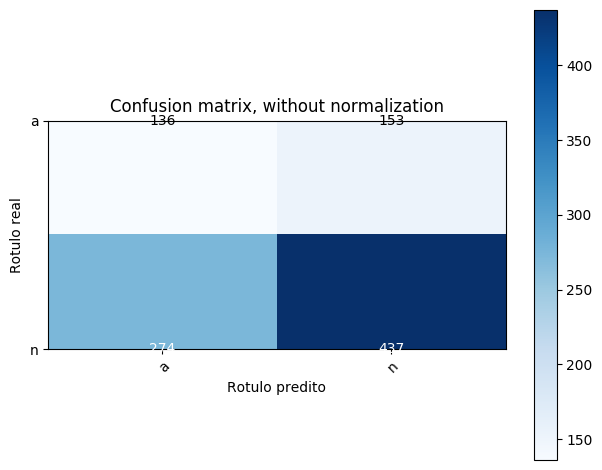 Confusion matrix, without normalization
a
136
153
Rotulo real
n
274
437
a
n
Rotulo predito
400
350
300
250
200
150